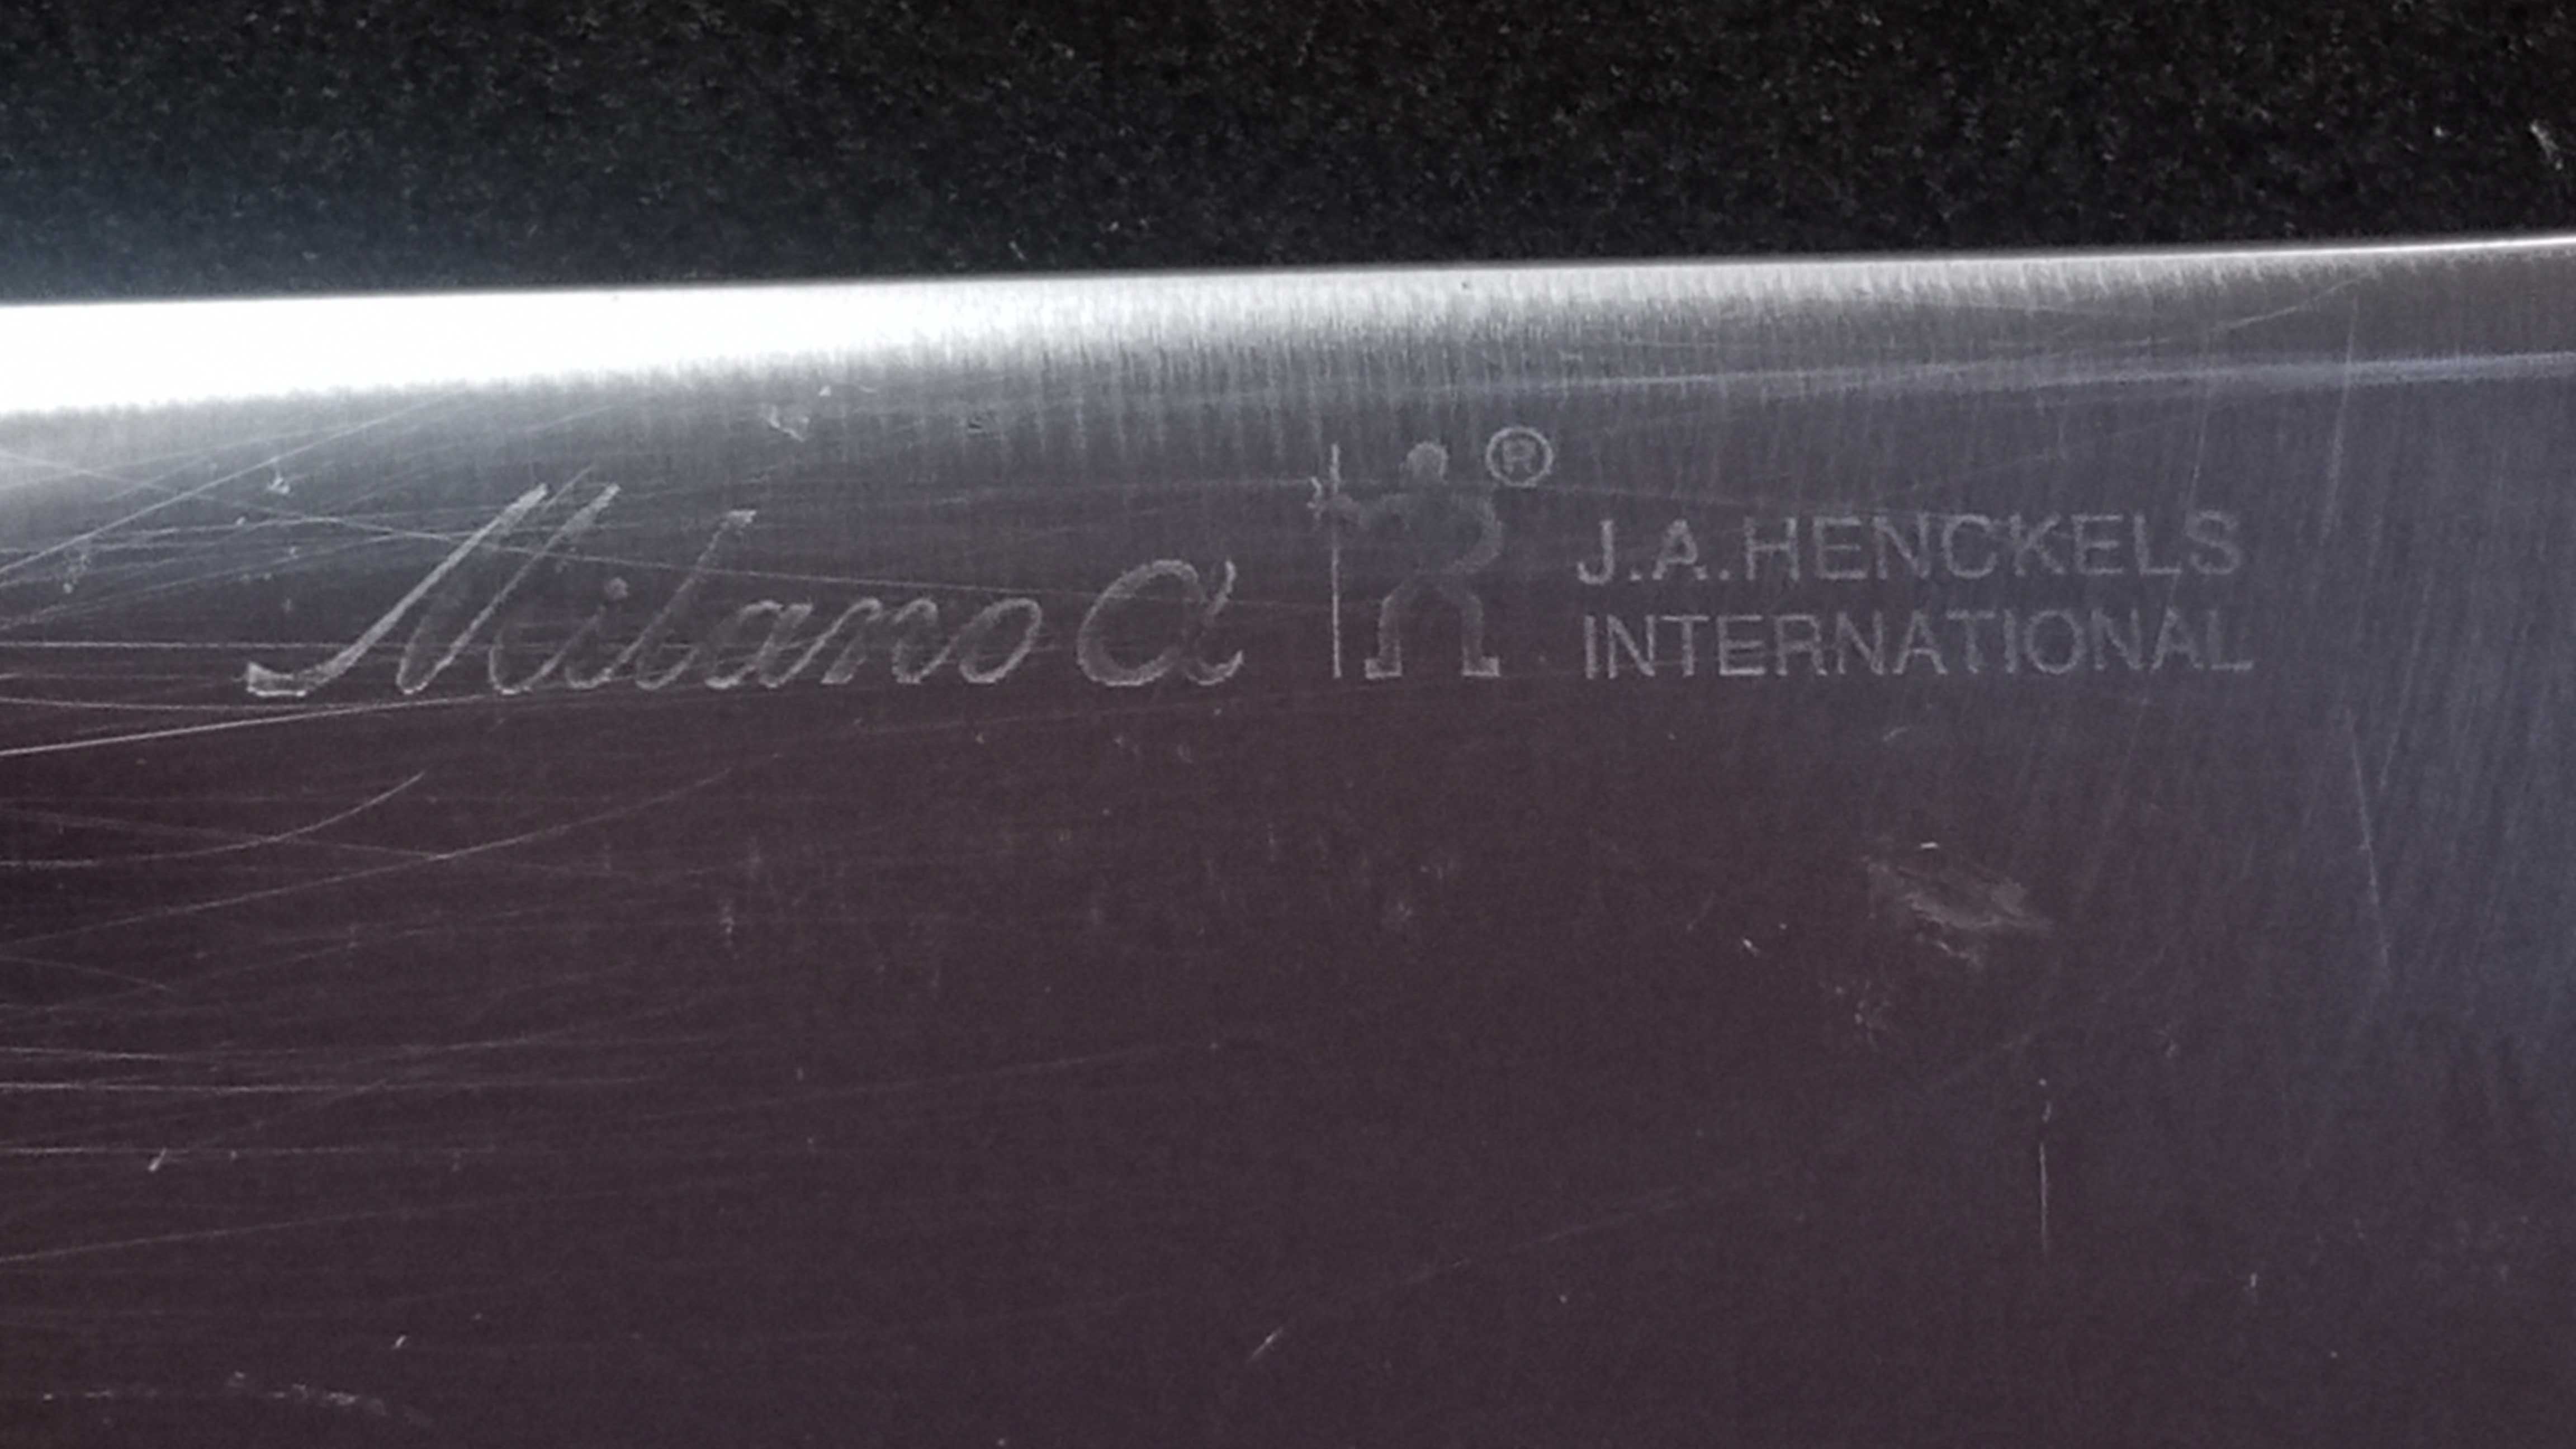 Milano α
®
J.A.HENCKELS
INTERNATIONAL